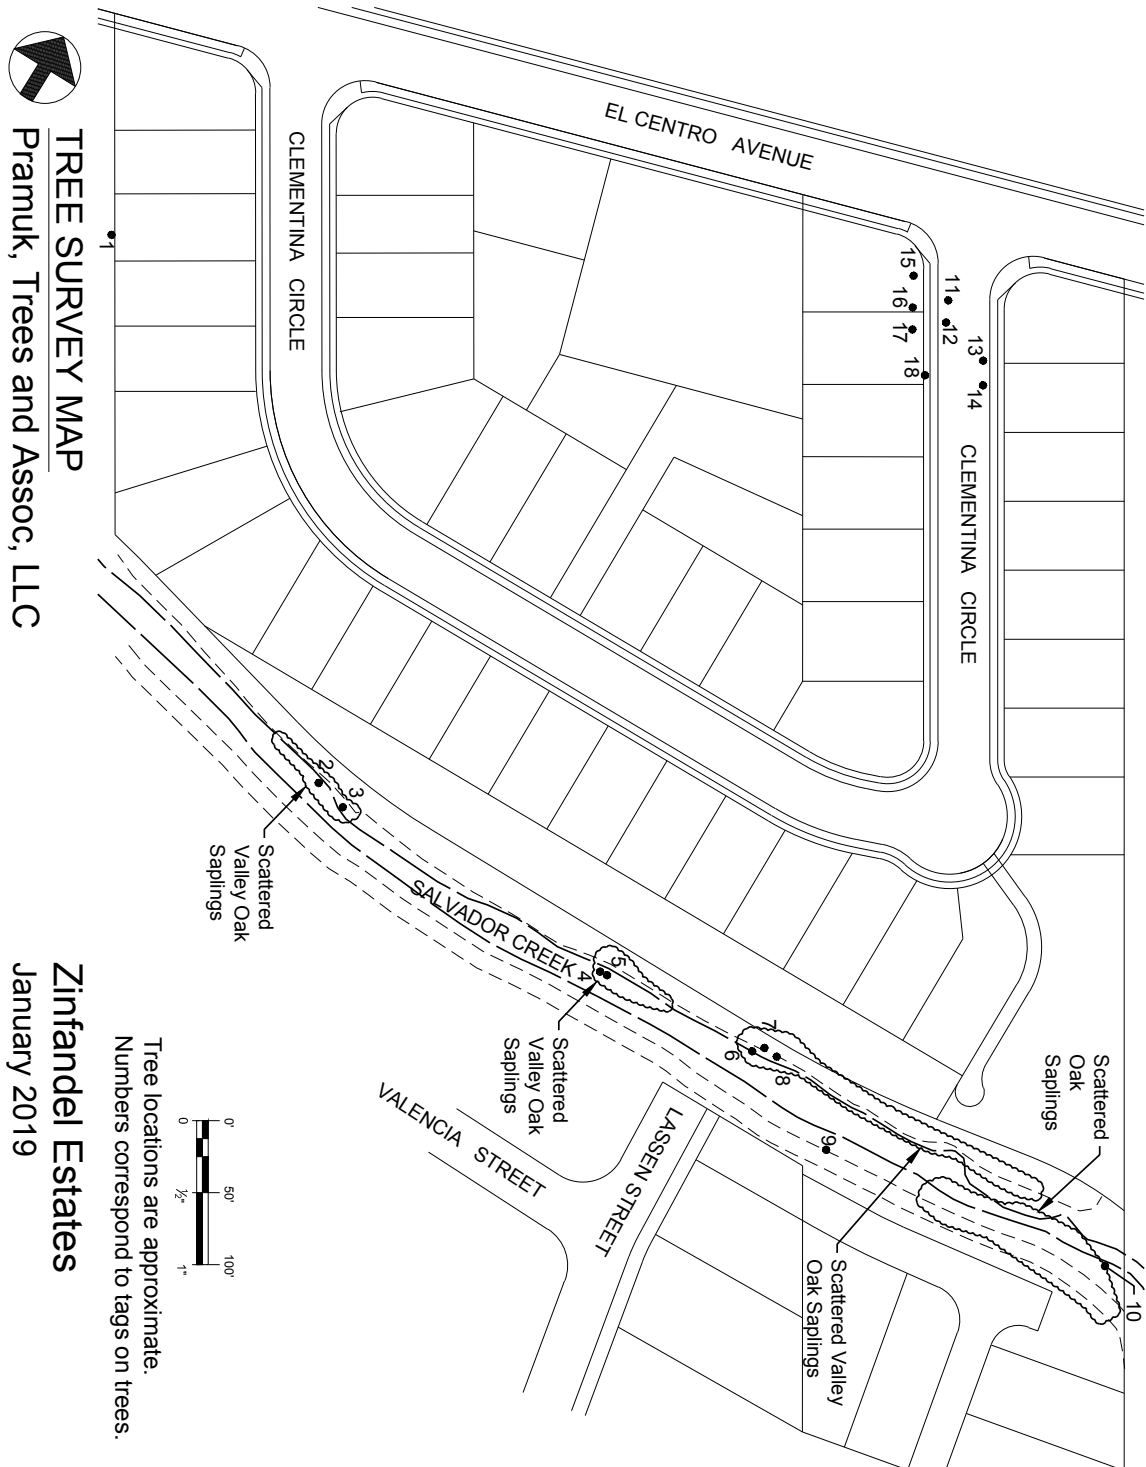 EL CENTRO AVENUE
CLEMENTINA CIRCLE
CLEMENTINA CIRCLE
1
2
3
4
5
6
7
8
9
10
11
12
13
14
15
16
17
18
SALVADOR CREEK
VALENCIA STREET
LASSEN STREET
Scattered
Valley Oak
Saplings
Scattered
Valley Oak
Saplings
Scattered Valley
Oak Saplings
Scattered
Oak
Saplings
TREE SURVEY MAP
Pramuk, Trees and Assoc, LLC
Zinfandel Estates
January 2019
Tree locations are approximate.
Numbers correspond to tags on trees.
0' 50' 100'
0 ½" 1"